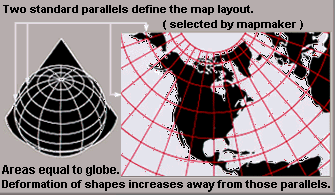 Two standard parallels define the map layout.
( selected by mapmaker )
Areas equal to globe.
Deformation of shapes increases away from those parallel